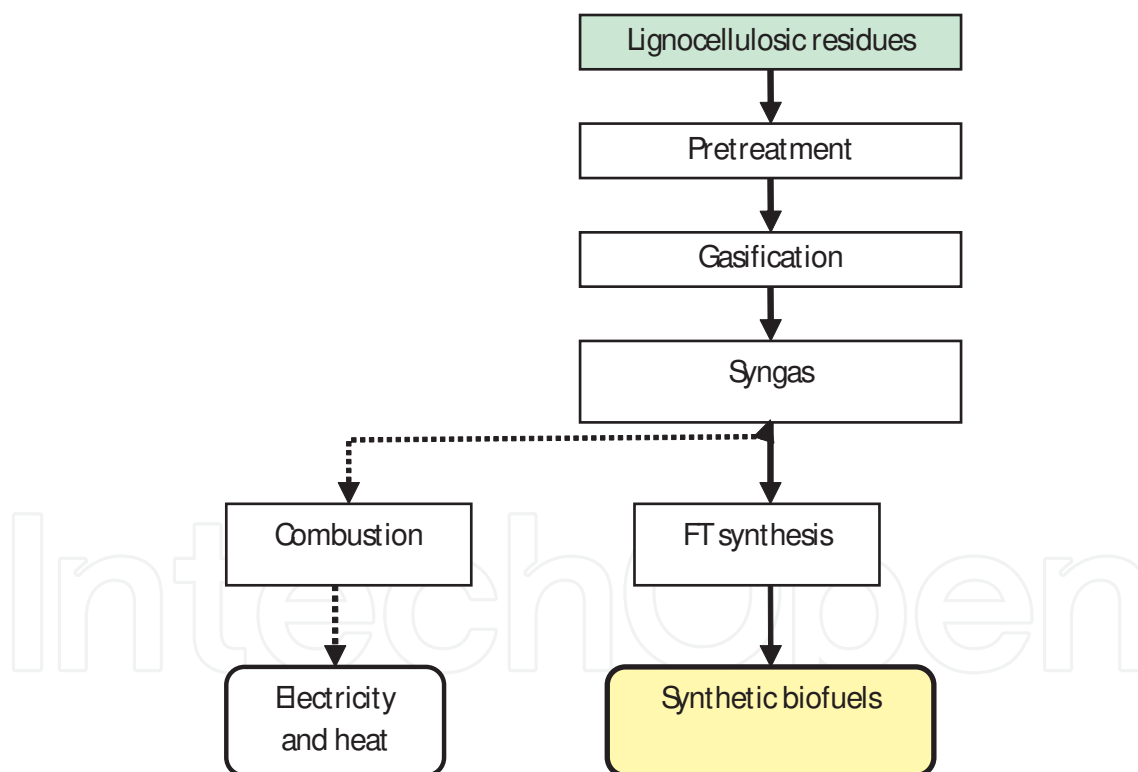 Lignocellulosic residues
Pretreatment
Gasification
Syngas
Combustion
FT synthesis
IntechOpen
Electricity
and heat
Synthetic biofuels